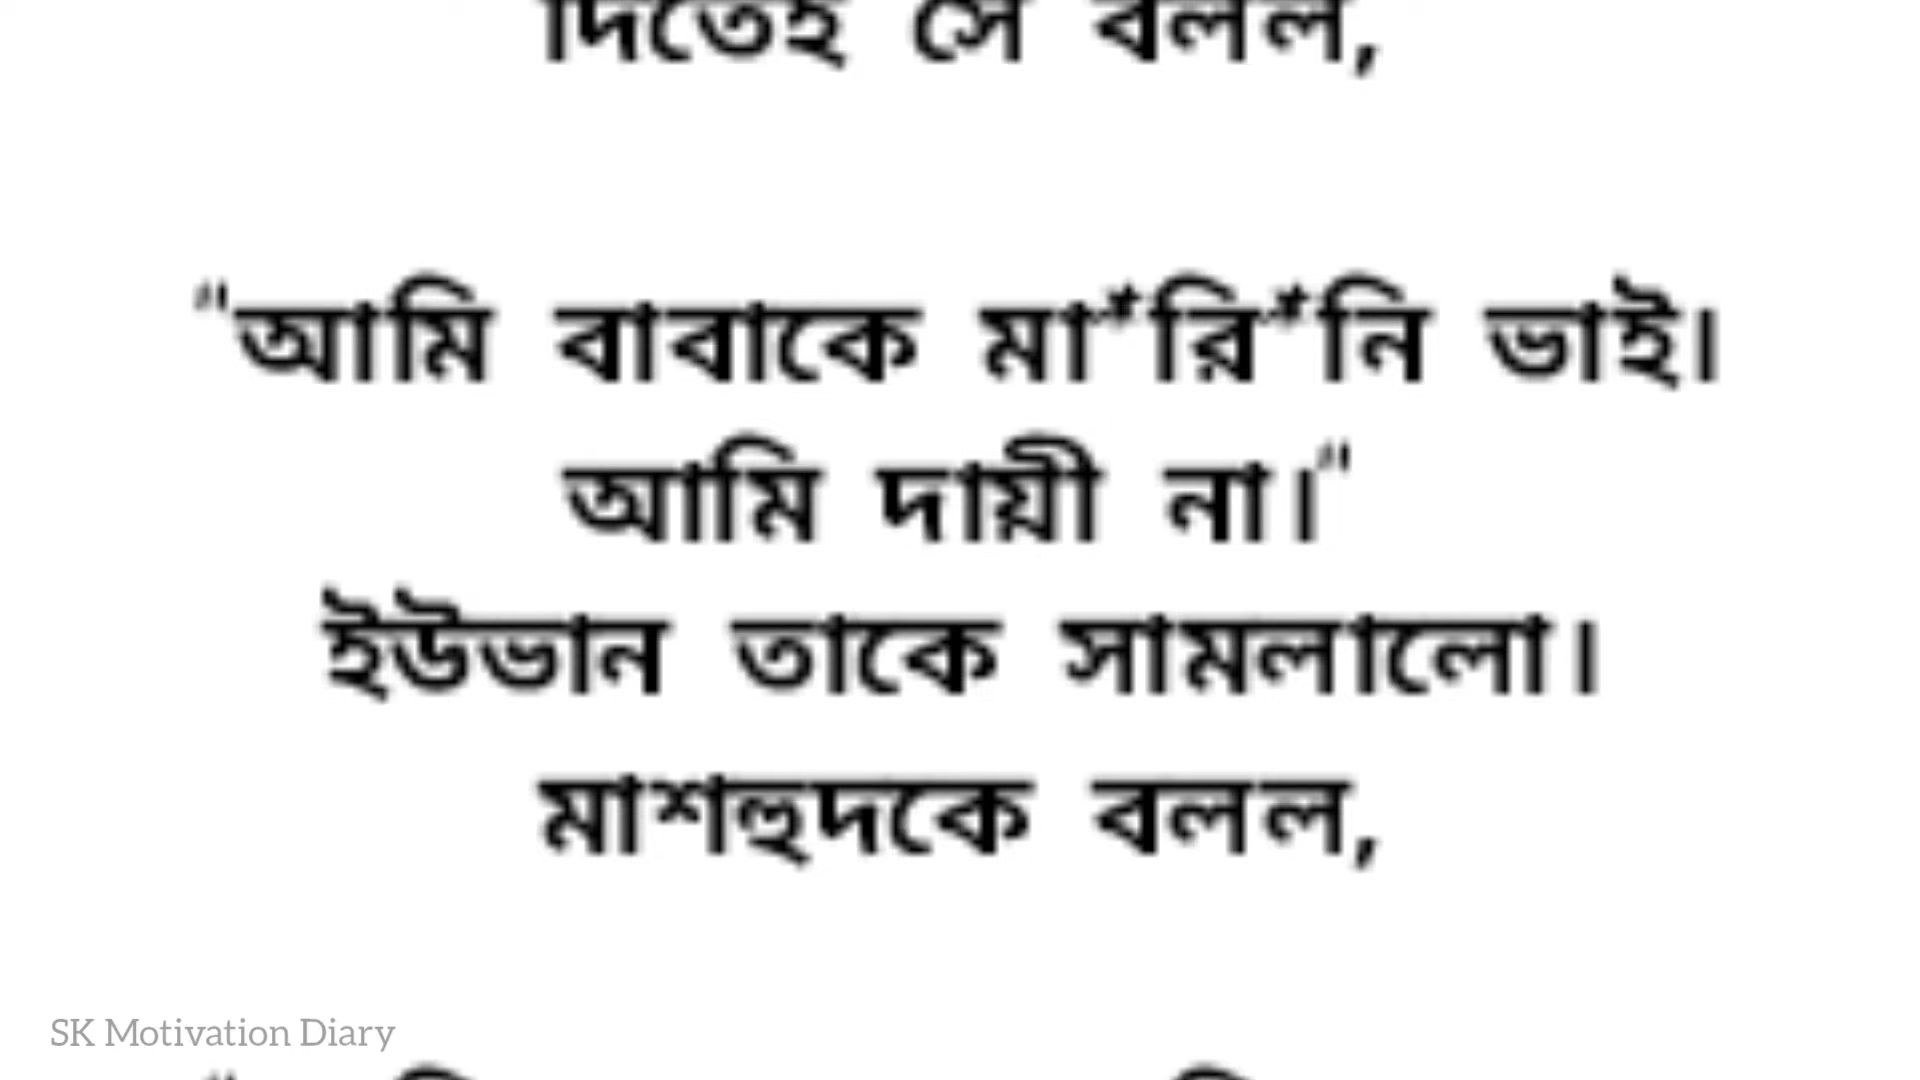 দিতেই সে বলল,
"আমি বাবাকে মা*রি*নি ভাই।
আমি দায়ী না।"
ইউভান তাকে সামলালো।
মাশহুদকে বলল,
SK Motivation Diary